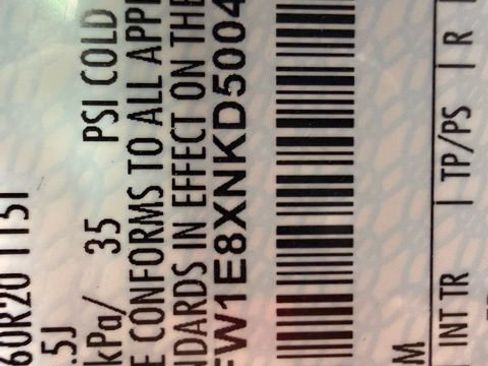 60R20 115T
.5J
kPa/ 35 PSI COLD
E CONFORMS TO ALL APPL
NDARDS IN EFFECT ON THE
FW1E8XNKD5004
M
INT TR | TP/PS | R